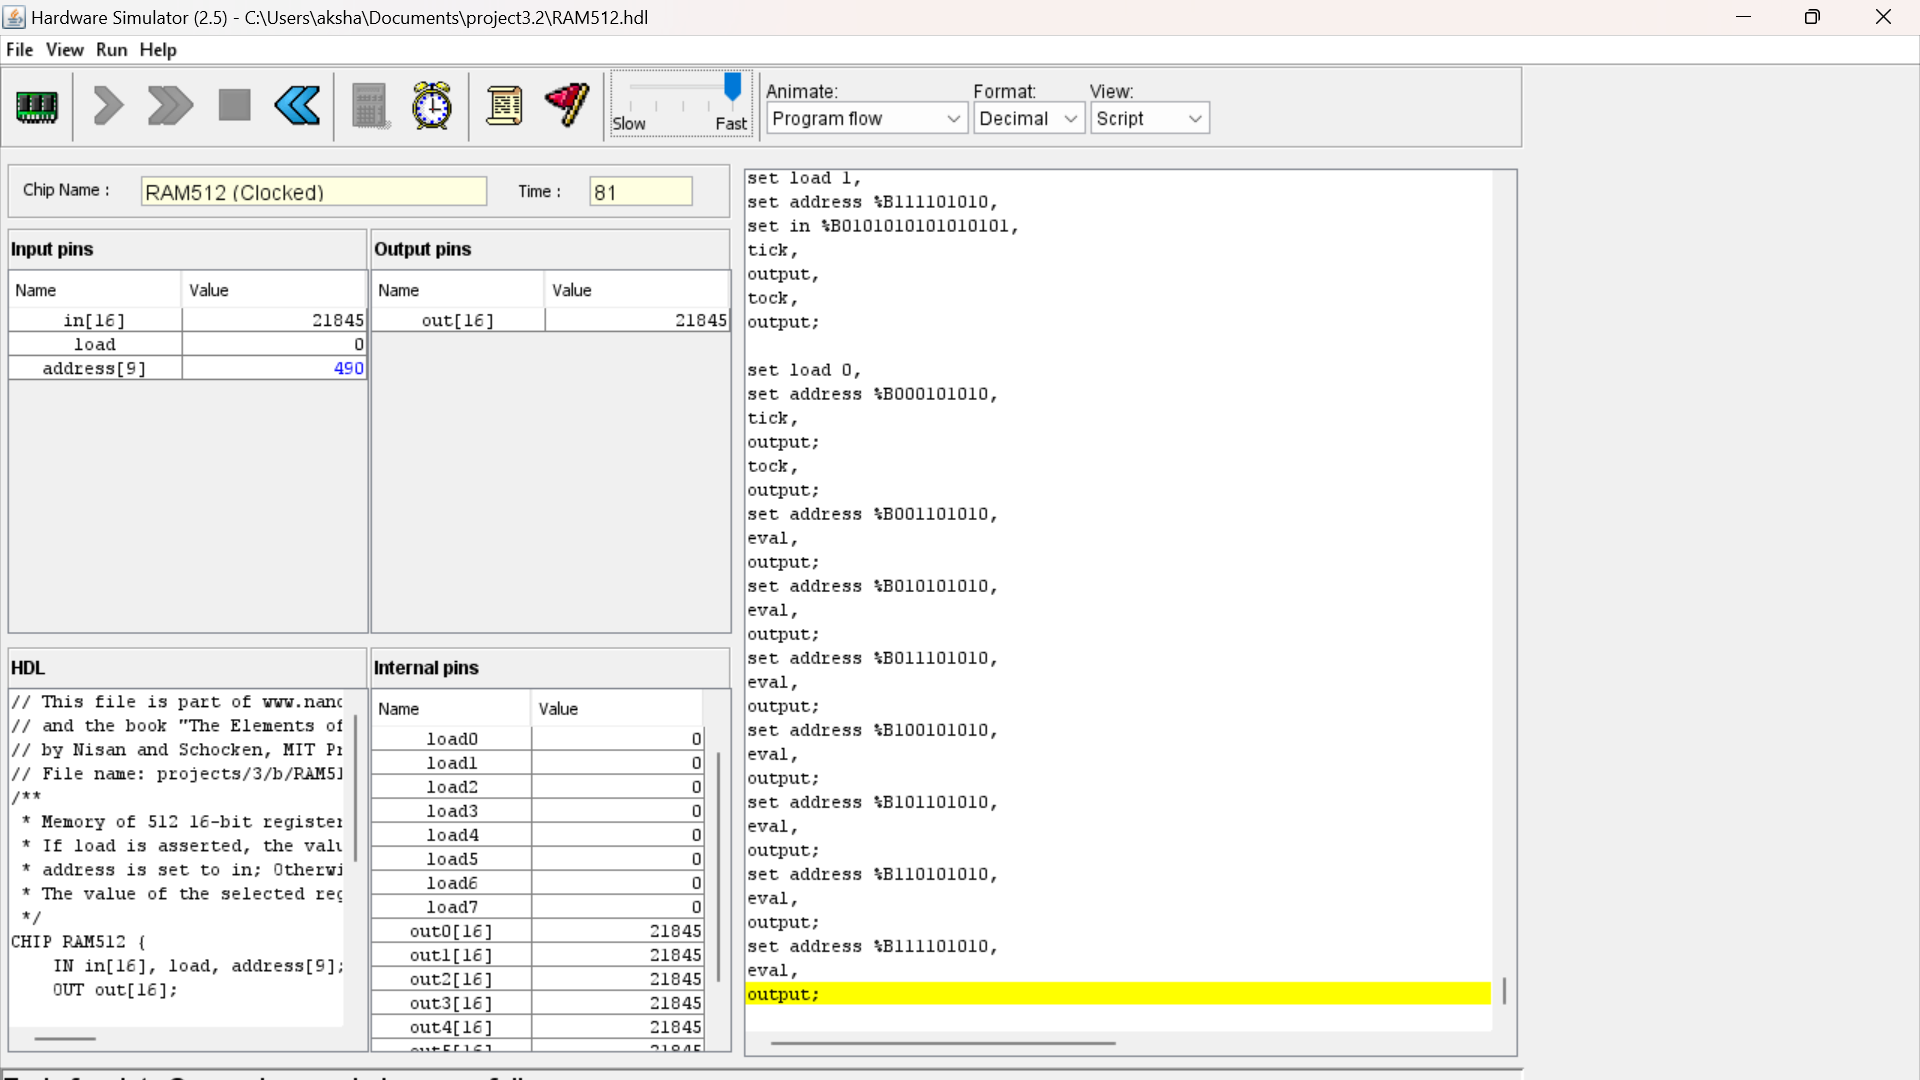 Hardware Simulator (2.5) - C:\Users\aksha\Documents\project3.2\RAM512.hdl
File View Run Help
Slow Fast
Animate: Format: View:
Program flow Decimal Script
Chip Name : RAM512 (Clocked) Time : 81
Input pins
Name Value
in[16] 21845
load 0
address[9] 490
Output pins
Name Value
out[16] 21845
HDL
// This file is part of www.nand
// and the book "The Elements of
// by Nisan and Schocken, MIT Pr
// File name: projects/3/b/RAM51
/**
* Memory of 512 16-bit register
* If load is asserted, the valu
* address is set to in; Otherwi
* The value of the selected reg
*/
CHIP RAM512 {
IN in[16], load, address[9];
OUT out[16];
Internal pins
Name Value
load0 0
load1 0
load2 0
load3 0
load4 0
load5 0
load6 0
load7 0
out0[16] 21845
out1[16] 21845
out2[16] 21845
out3[16] 21845
out4[16] 21845
out5[16] 21845
set load 1,
set address %B111101010,
set in %B0101010101010101,
tick,
output,
tock,
output;
set load 0,
set address %B000101010,
tick,
output;
tock,
output;
set address %B001101010,
eval,
output;
set address %B010101010,
eval,
output;
set address %B011101010,
eval,
output;
set address %B100101010,
eval,
output;
set address %B101101010,
eval,
output;
set address %B110101010,
eval,
output;
set address %B111101010,
eval,
output;